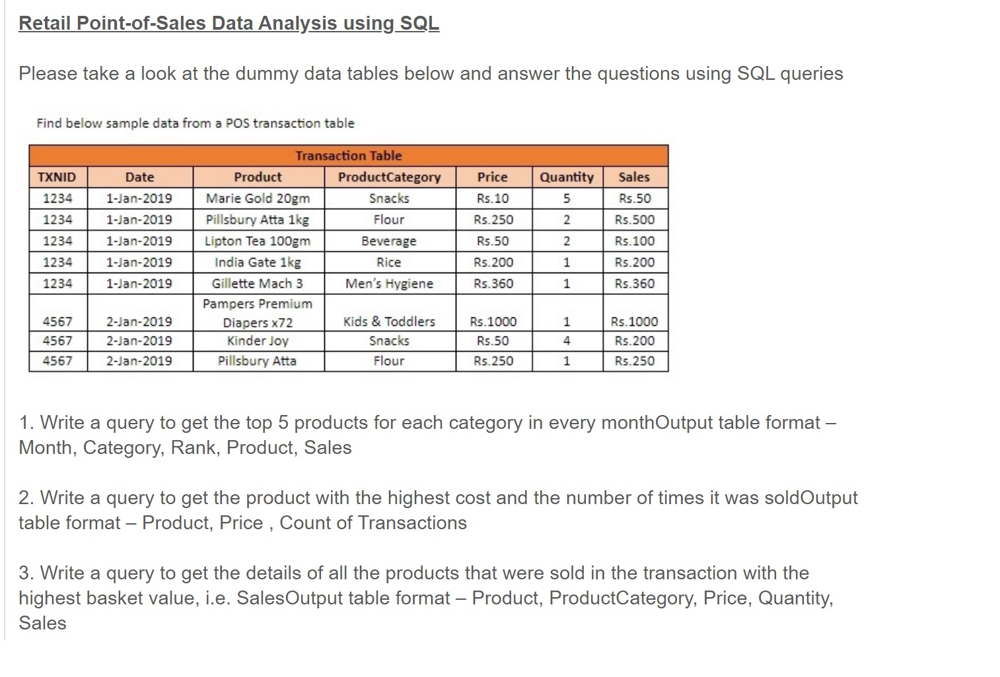 Retail Point-of-Sales Data Analysis using SQL
Please take a look at the dummy data tables below and answer the questions using SQL queries
Find below sample data from a POS transaction table
Transaction Table
TXNID Date Product ProductCategory Price Quantity Sales
1234 1-Jan-2019 Marie Gold 20gm Snacks Rs.10 5 Rs.50
1234 1-Jan-2019 Pillsbury Atta 1kg Flour Rs.250 2 Rs.500
1234 1-Jan-2019 Lipton Tea 100gm Beverage Rs.50 2 Rs.100
1234 1-Jan-2019 India Gate 1kg Rice Rs.200 1 Rs.200
1234 1-Jan-2019 Gillette Mach 3 Men's Hygiene Rs.360 1 Rs.360
Pampers Premium
4567 2-Jan-2019 Diapers x72 Kids & Toddlers Rs.1000 1 Rs.1000
4567 2-Jan-2019 Kinder Joy Snacks Rs.50 4 Rs.200
4567 2-Jan-2019 Pillsbury Atta Flour Rs.250 1 Rs.250
1. Write a query to get the top 5 products for each category in every monthOutput table format –
Month, Category, Rank, Product, Sales
2. Write a query to get the product with the highest cost and the number of times it was soldOutput
table format – Product, Price , Count of Transactions
3. Write a query to get the details of all the products that were sold in the transaction with the
highest basket value, i.e. SalesOutput table format – Product, ProductCategory, Price, Quantity,
Sales